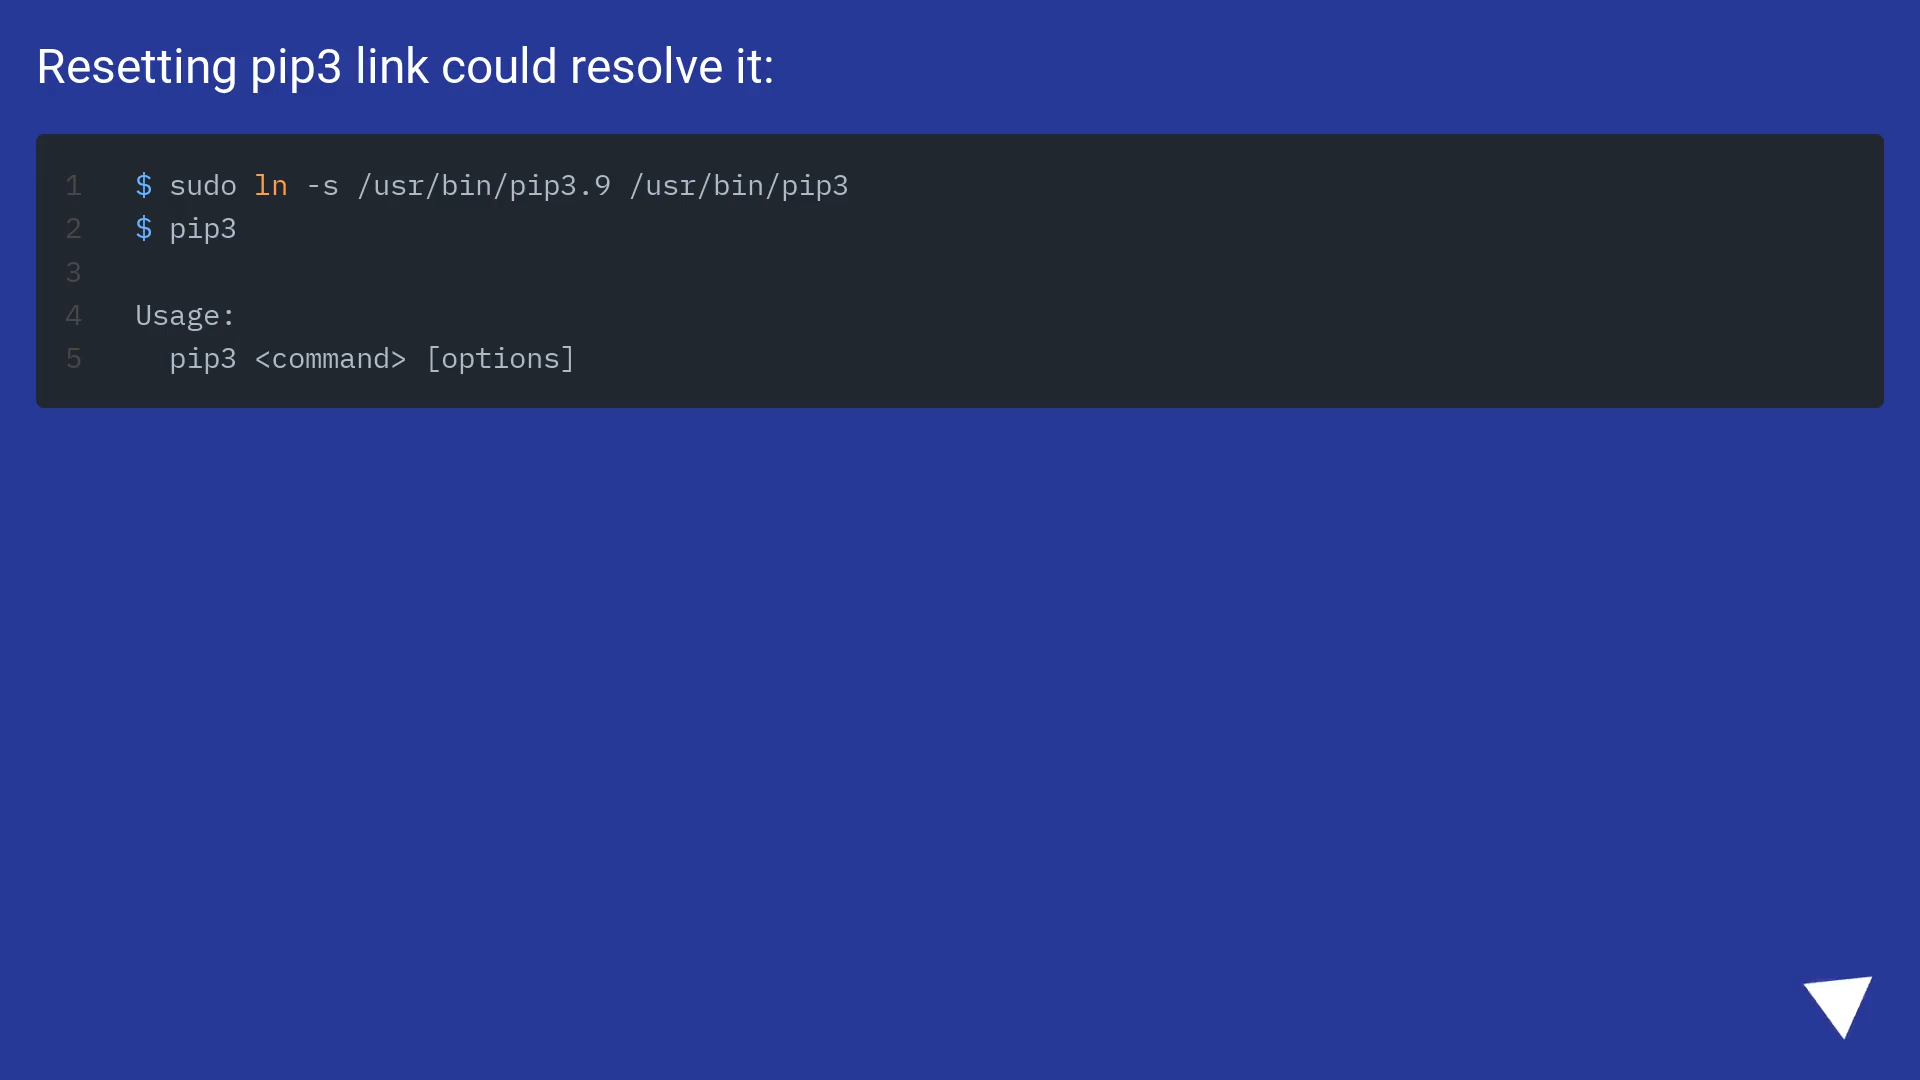 Resetting pip3 link could resolve it:
1 $ sudo ln -s /usr/bin/pip3.9 /usr/bin/pip3
2 $ pip3
3
4 Usage:
5 pip3 <command> [options]